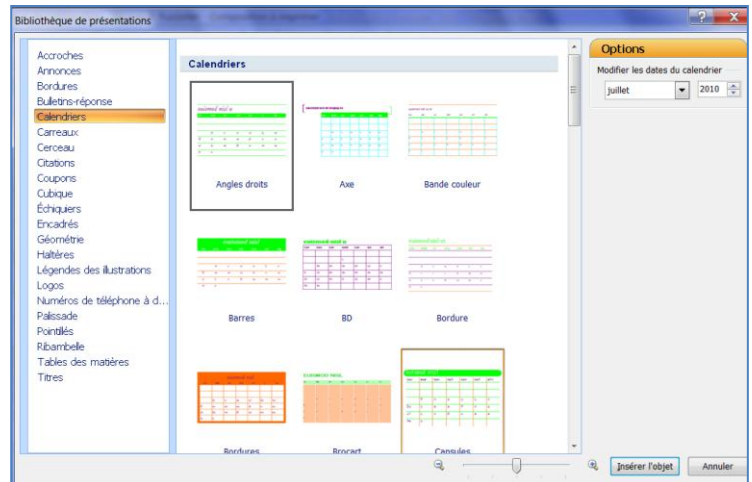 Bibliothèque de présentations
Accroches
Annonces
Bordures
Bulletins-réponse
Calendriers
Carreaux
Cerceau
Citations
Coupons
Cubique
Échiquiers
Encadrés
Géométrie
Haltères
Légendes des illustrations
Logos
Numéros de téléphone à d...
Palissade
Pointillés
Ribambelle
Tables des matières
Titres
Calendriers
Angles droits
Axe
Bande couleur
Barres
BD
Bordure
Bordures
Brocart
Capsules
Options
Modifier les dates du calendrier
juillet
2010
Insérer l'objet
Annuler